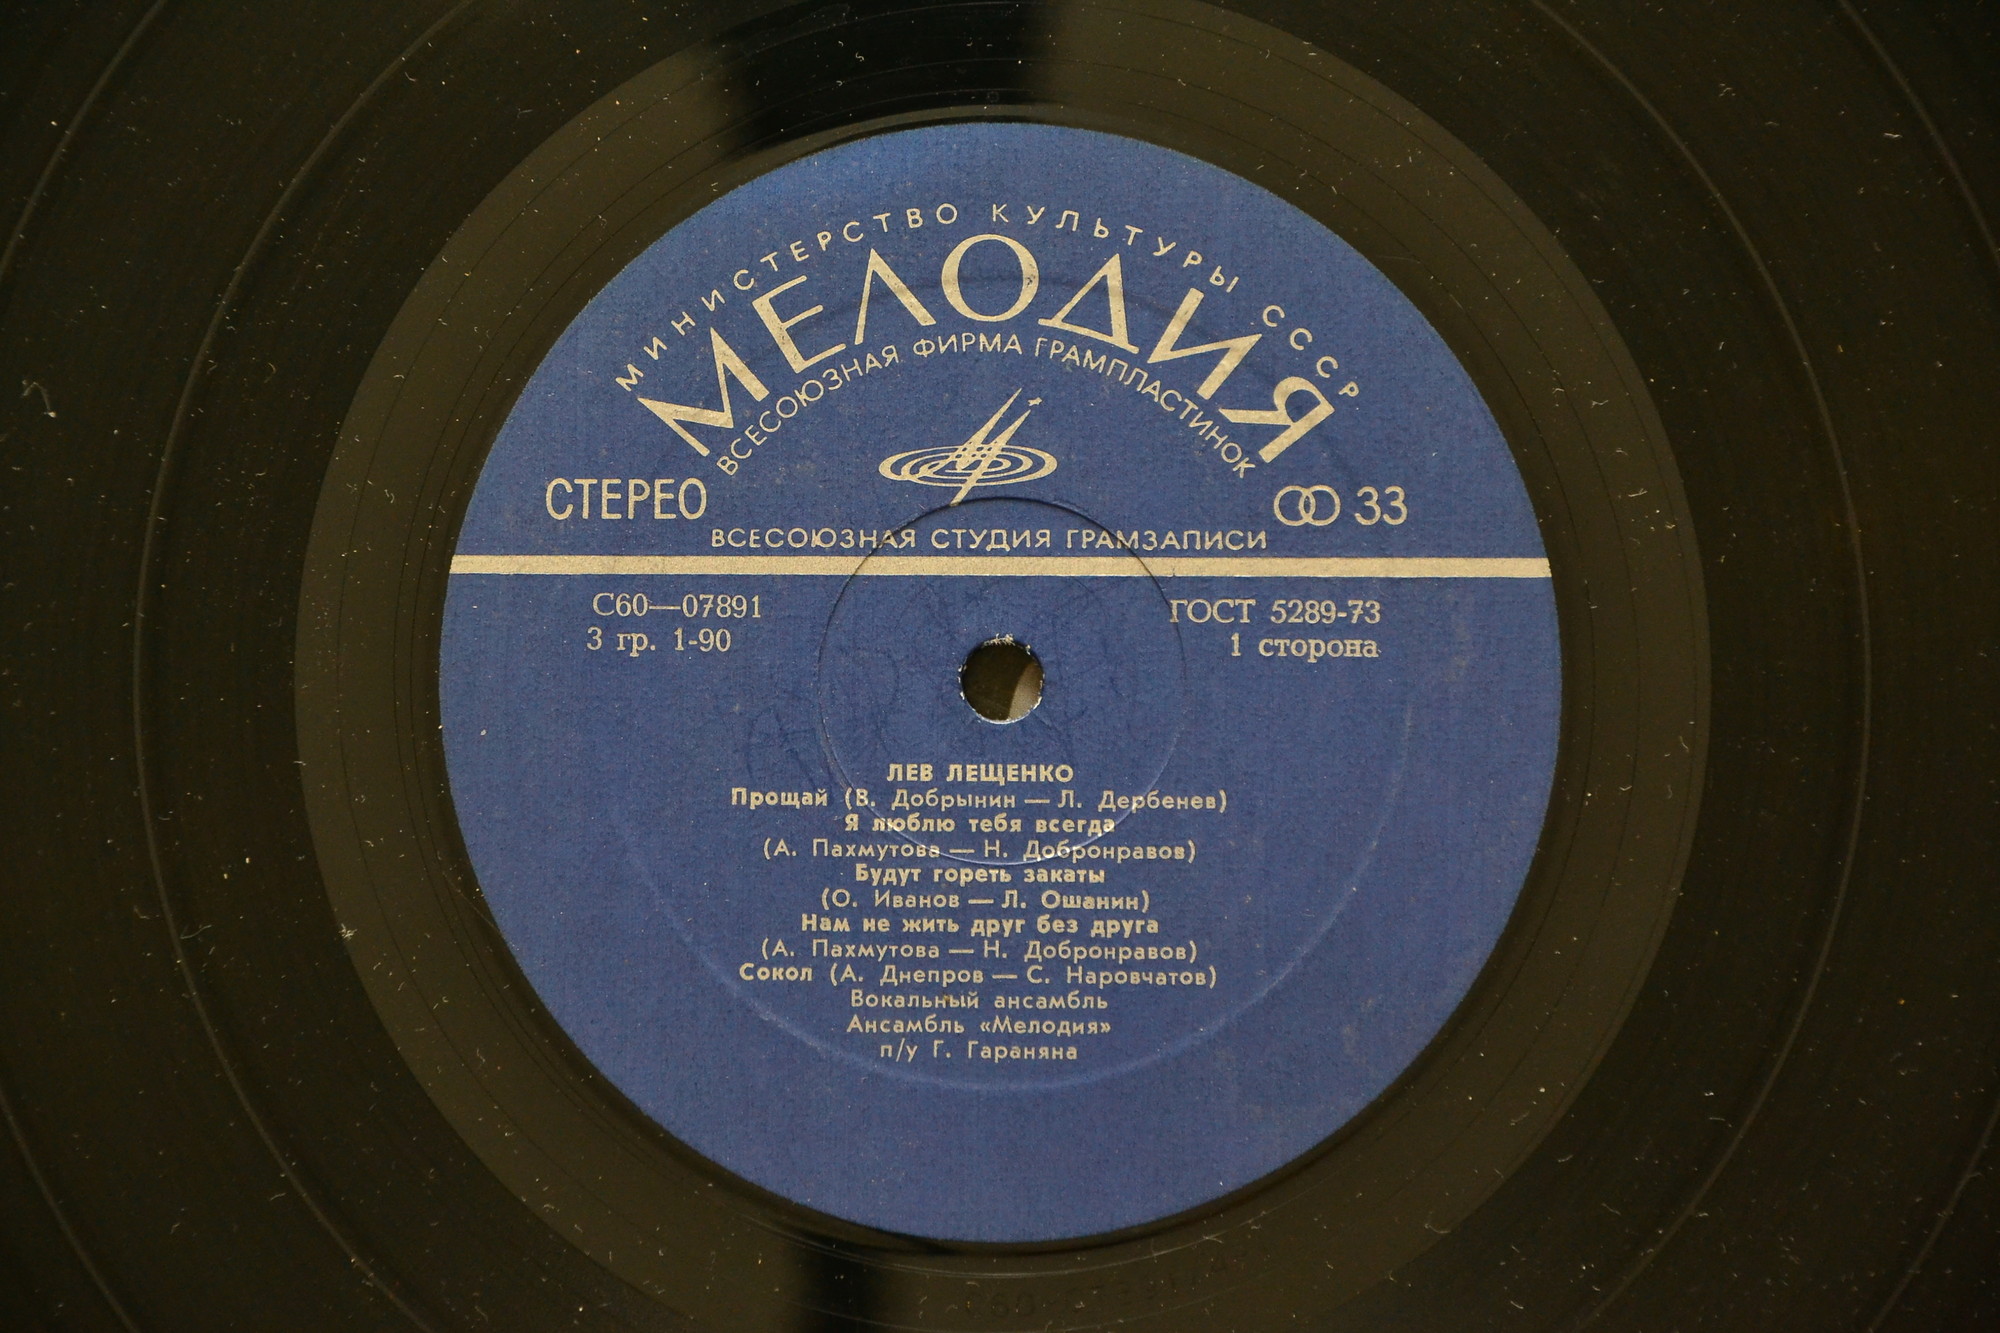 МИНИСТЕРСТВО КУЛЬТУРЫ СССР
МЕЛОДИЯ
ВСЕСОЮЗНАЯ ФИРМА ГРАМПЛАСТИНОК
СТЕРЕО
33
ВСЕСОЮЗНАЯ СТУДИЯ ГРАМЗАПИСИ
С60—07891
ГОСТ 5289-73
3 гр. 1-90
1 сторона
ЛЕВ ЛЕЩЕНКО
Прощай (В. Добрынин — Л. Дербенев)
Я люблю тебя всегда
(А. Пахмутова — Н. Добронравов)
Будут гореть закаты
(О. Иванов — Л. Ошанин)
Нам не жить друг без друга
(А. Пахмутова — Н. Добронравов)
Сокол (А. Днепров — С. Наровчатов)
Вокальный ансамбль
Ансамбль «Мелодия»
п/у Г. Гараняна